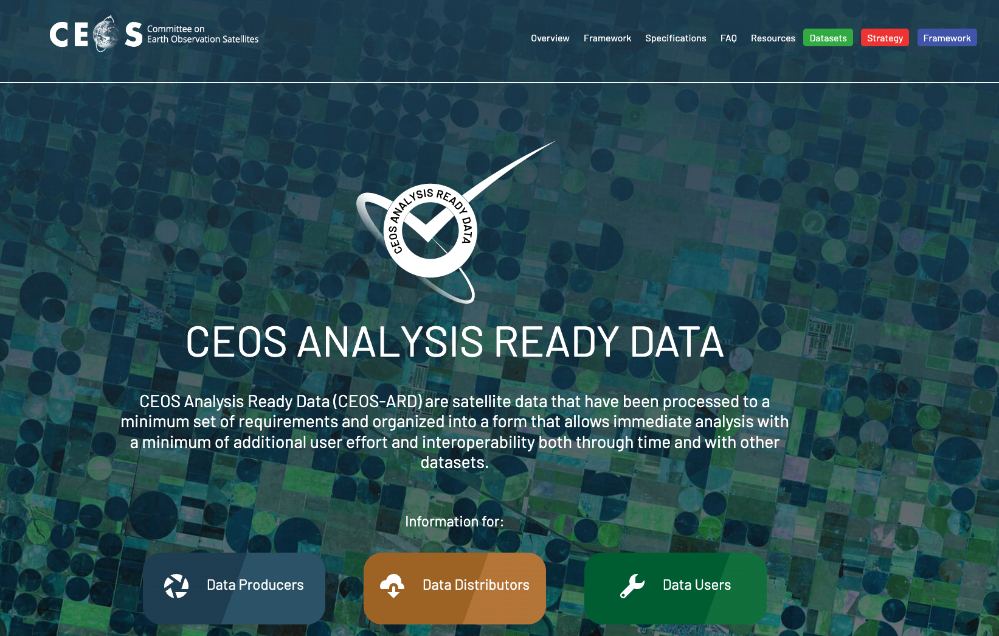 CEOS
Committee on
Earth Observation Satellites
Overview
Framework
Specifications
FAQ
Resources
Datasets
Strategy
Framework
CEOS ANALYSIS READY DATA
CEOS ANALYSIS READY DATA
CEOS Analysis Ready Data (CEOS-ARD) are satellite data that have been processed to a
minimum set of requirements and organized into a form that allows immediate analysis with
a minimum of additional user effort and interoperability both through time and with other
datasets.
Information for:
Data Producers
Data Distributors
Data Users